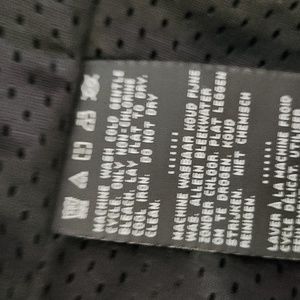 MACHINE WASH COLD GENTLE
CYCLE. ONLY NON-CHLORINE
BLEACH. LAY FLAT TO DRY.
COOL IRON. DO NOT DRY
CLEAN.
MACHINE WASBAAR KOUD FIJNE
WAS. ALLEEN BLEEKWATER
ZONDER CHLOOR. PLAT LEGGEN
OM TE DROGEN. KOUD
STRIJKEN. NIET CHEMISCH
REINIGEN.
LAVER À LA MACHINE FROID
CYCLE DÉLICAT.